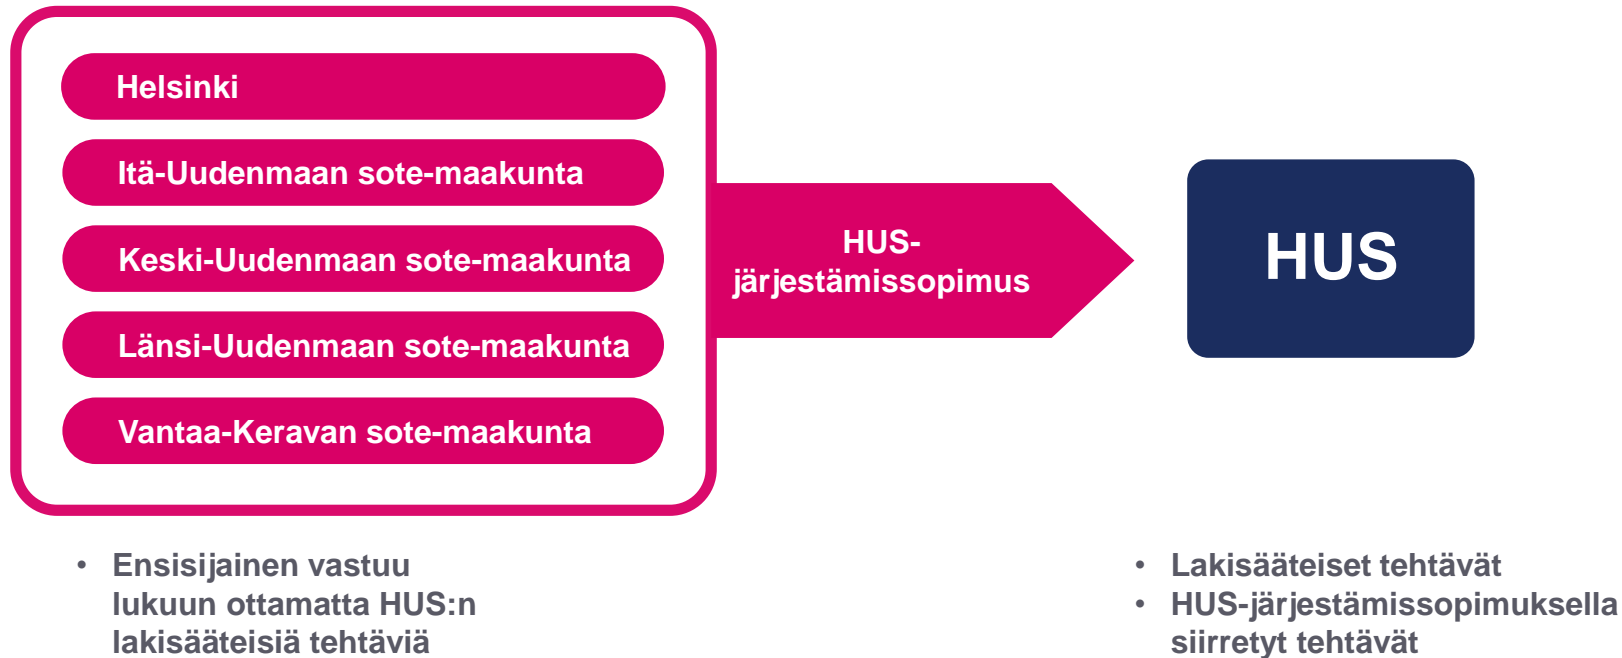 Helsinki
Itä-Uudenmaan sote-maakunta
Keski-Uudenmaan sote-maakunta
Länsi-Uudenmaan sote-maakunta
Vantaa-Keravan sote-maakunta
HUS-
järjestämissopimus
HUS
• Ensisijainen vastuu
lukuun ottamatta HUS:n
lakisääteisiä tehtäviä
• Lakisääteiset tehtävät
• HUS-järjestämissopimuksella
siirretyt tehtävät